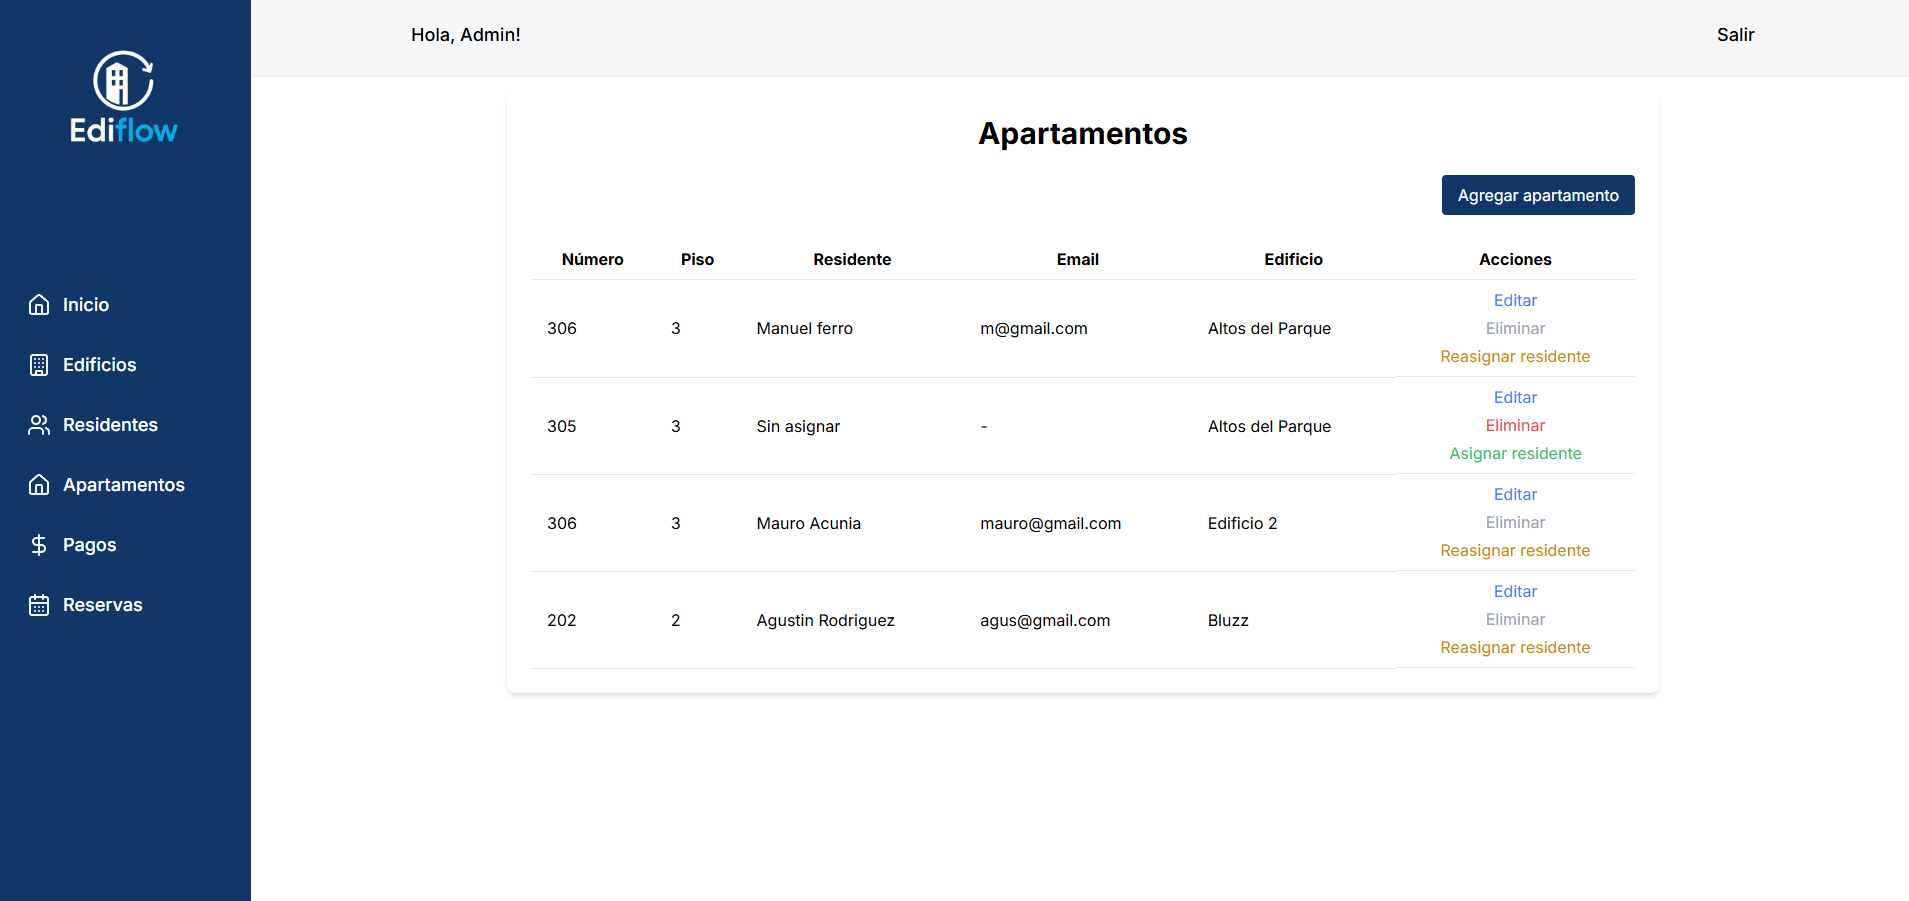 Hola, Admin!
Salir
Ediflow
Inicio
Edificios
Residentes
Apartamentos
Pagos
Reservas
Apartamentos
Agregar apartamento
Número Piso Residente Email Edificio Acciones
306 3 Manuel ferro m@gmail.com Altos del Parque
Editar
Eliminar
Reasignar residente
305 3 Sin asignar - Altos del Parque
Editar
Eliminar
Asignar residente
306 3 Mauro Acunia mauro@gmail.com Edificio 2
Editar
Eliminar
Reasignar residente
202 2 Agustin Rodriguez agus@gmail.com Bluzz
Editar
Eliminar
Reasignar residente